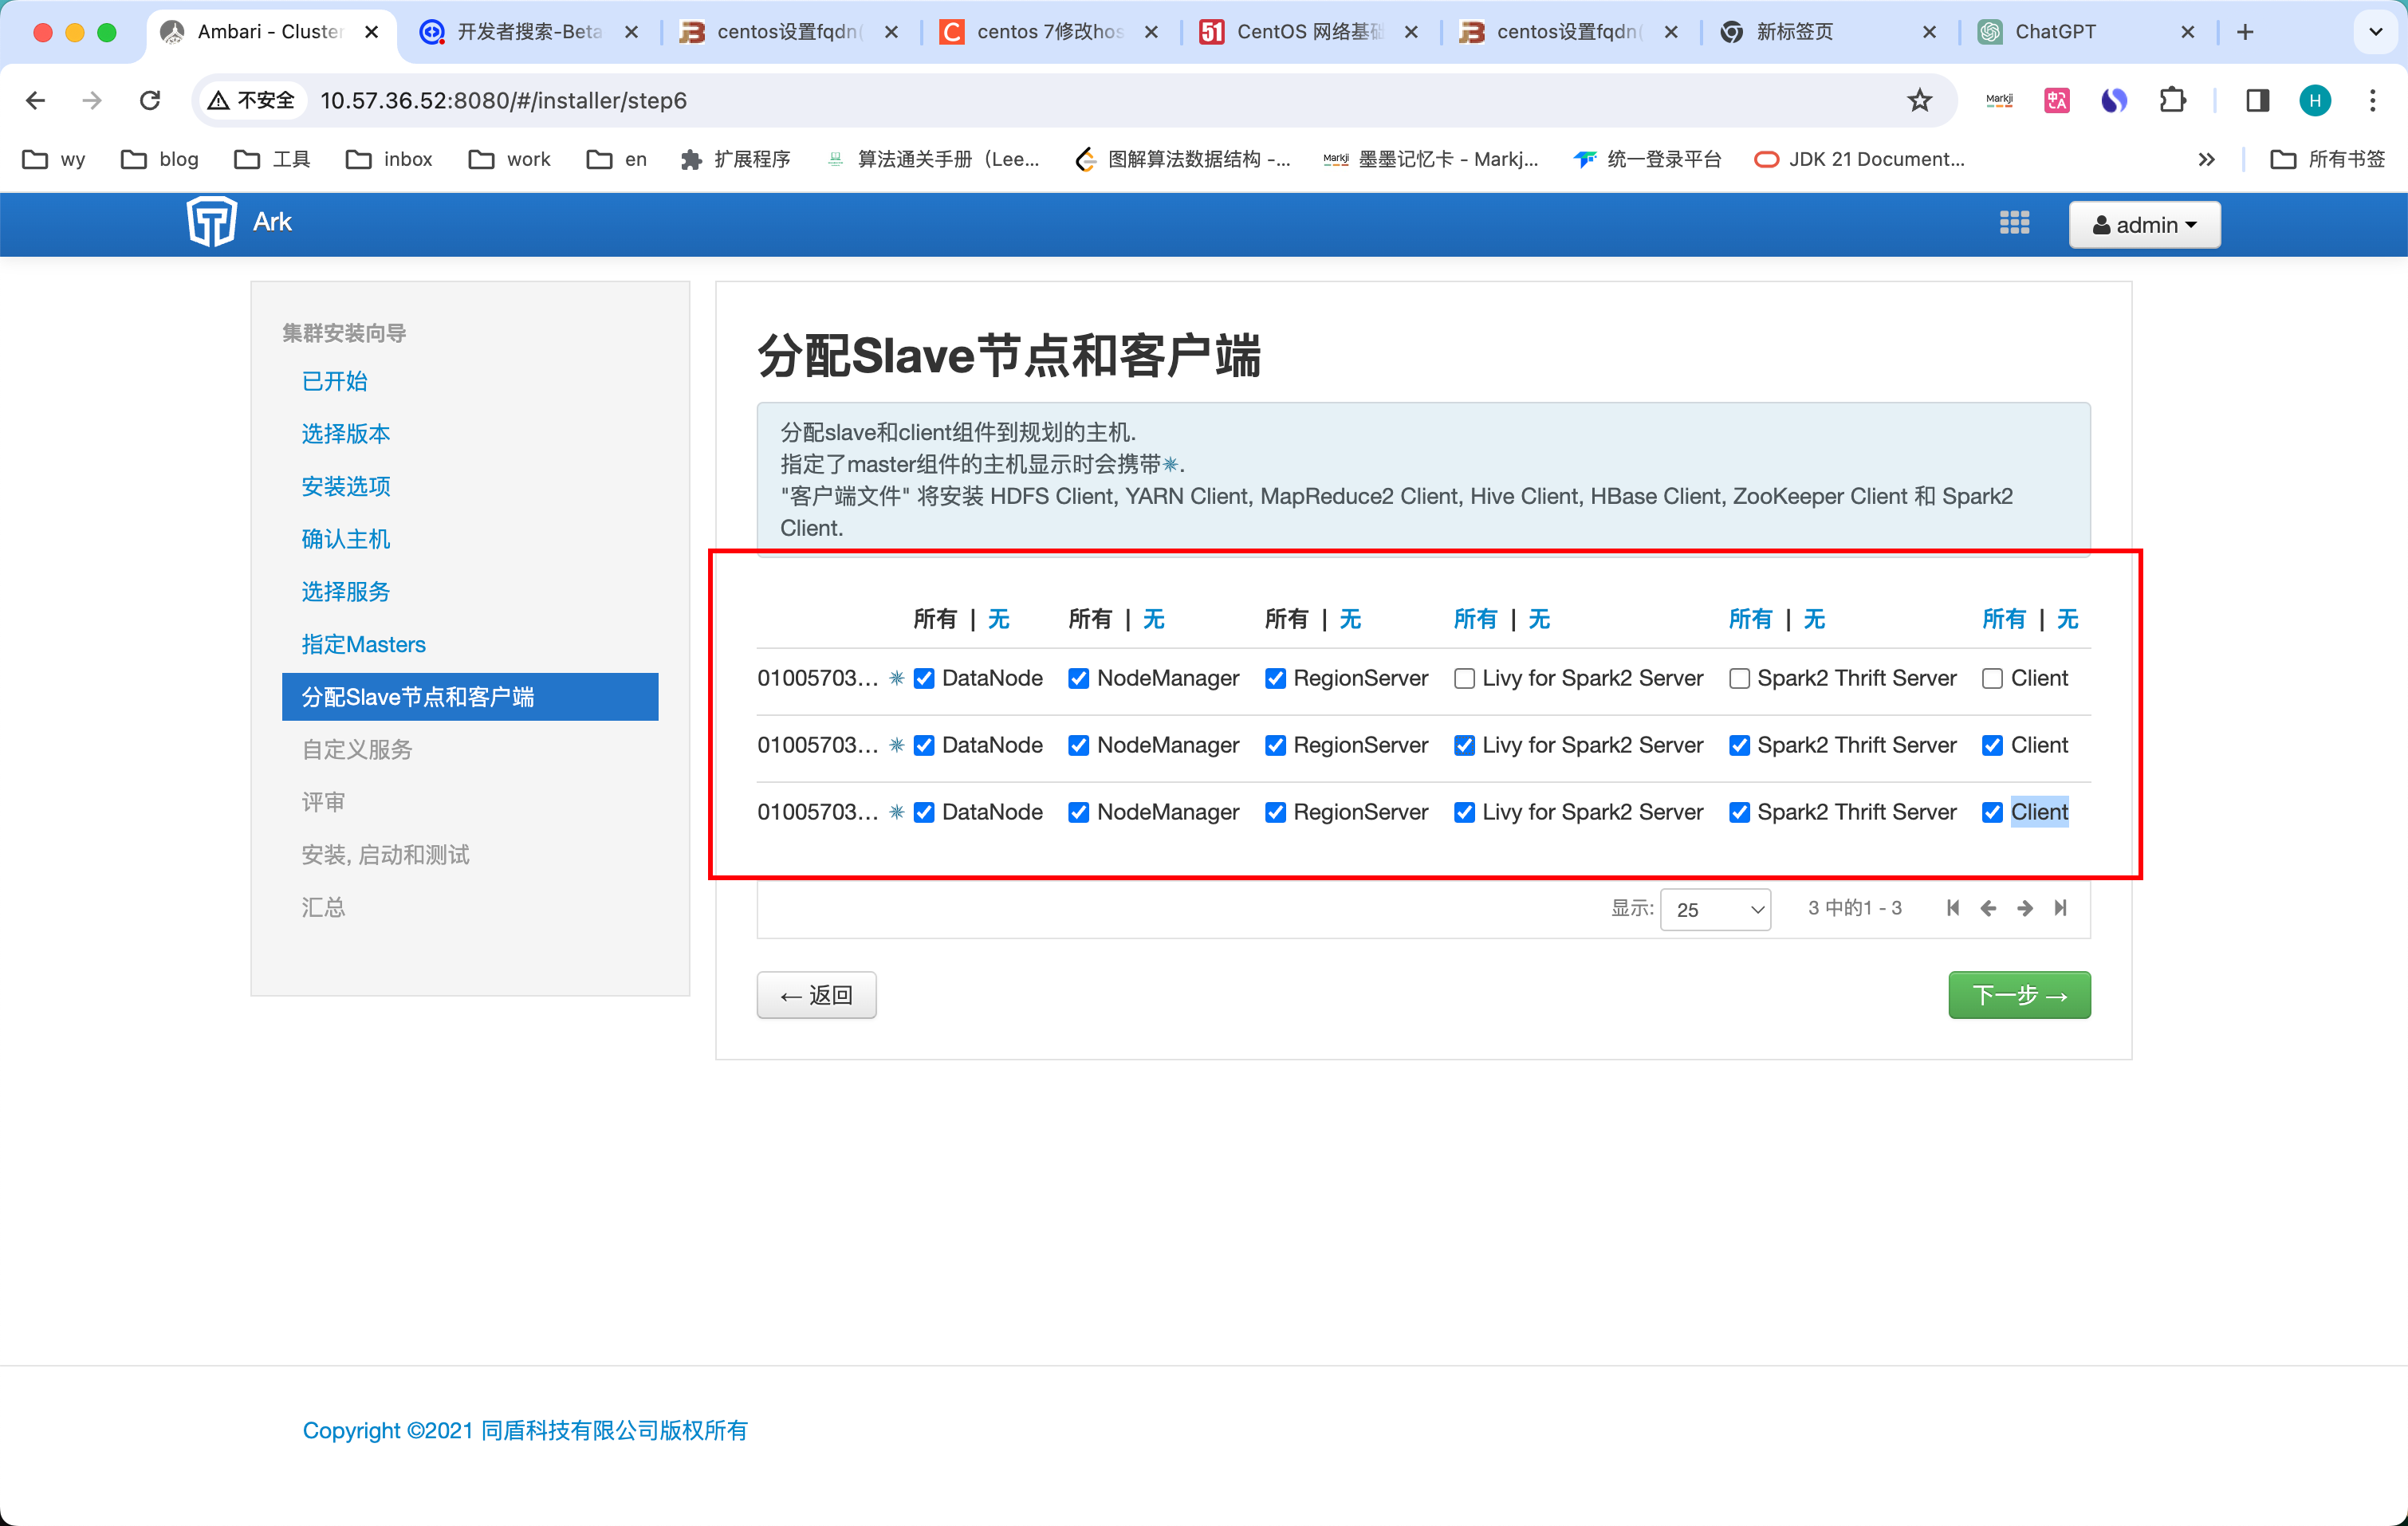 Ambari - Cluster
开发者搜索-Beta
centos设置fqdn(
centos 7修改hos
51
CentOS 网络基础
centos设置fqdn(
新标签页
ChatGPT
不安全
10.57.36.52:8080/#/installer/step6
Markji
H
wy
blog
工具
inbox
work
en
扩展程序
算法通关手册（Lee...
图解算法数据结构 -...
Markji
墨墨记忆卡 - Markj...
统一登录平台
JDK 21 Document...
所有书签
Ark
admin
集群安装向导
已开始
选择版本
安装选项
确认主机
选择服务
指定Masters
分配Slave节点和客户端
自定义服务
评审
安装, 启动和测试
汇总
分配Slave节点和客户端
分配slave和client组件到规划的主机.
指定了master组件的主机显示时会携带✳.
"客户端文件" 将安装 HDFS Client, YARN Client, MapReduce2 Client, Hive Client, HBase Client, ZooKeeper Client 和 Spark2
Client.
所有 | 无 所有 | 无 所有 | 无 所有 | 无 所有 | 无 所有 | 无
01005703... ✳ DataNode NodeManager RegionServer Livy for Spark2 Server Spark2 Thrift Server Client
01005703... ✳ DataNode NodeManager RegionServer Livy for Spark2 Server Spark2 Thrift Server Client
01005703... ✳ DataNode NodeManager RegionServer Livy for Spark2 Server Spark2 Thrift Server Client
显示: 25 3 中的1 - 3
← 返回
下一步 →
Copyright ©2021 同盾科技有限公司版权所有